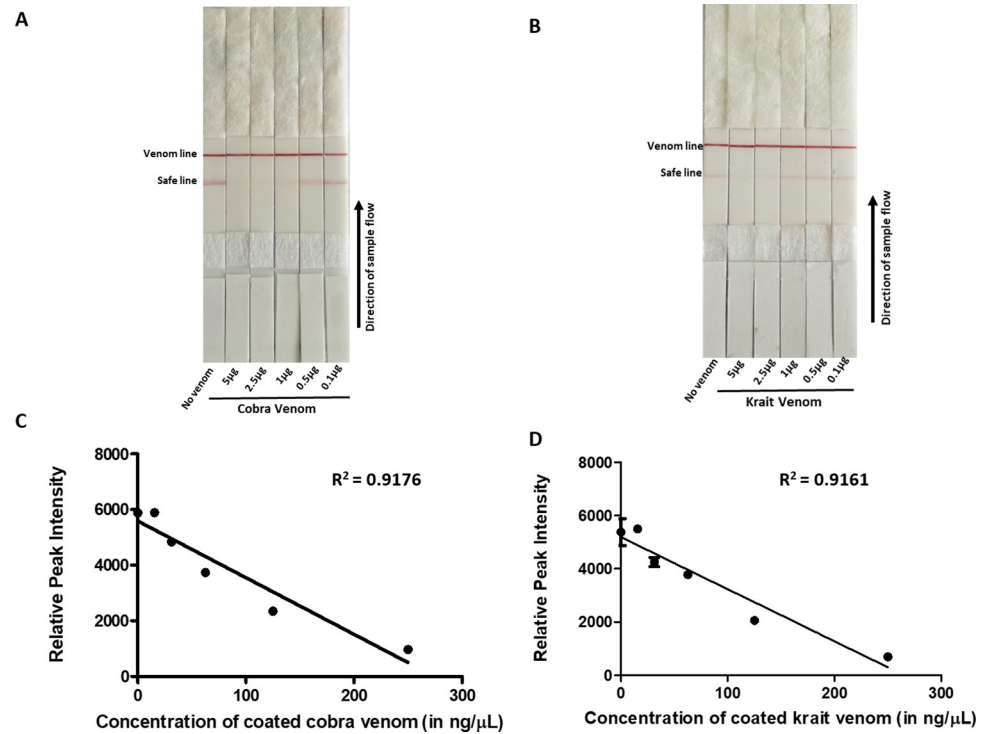 A
Venom line
Safe line
Direction of sample flow
No venom
5µg
2.5µg
1µg
0.5µg
0.1µg
Cobra Venom
B
Venom line
Safe line
Direction of sample flow
No venom
5µg
2.5µg
1µg
0.5µg
0.1µg
Krait Venom
C
Relative Peak Intensity
8000
6000
4000
2000
0
R² = 0.9176
0
100
200
300
Concentration of coated cobra venom (in ng/µL)
D
Relative Peak Intensity
8000
6000
4000
2000
0
R² = 0.9161
0
100
200
300
Concentration of coated krait venom (in ng/µL)